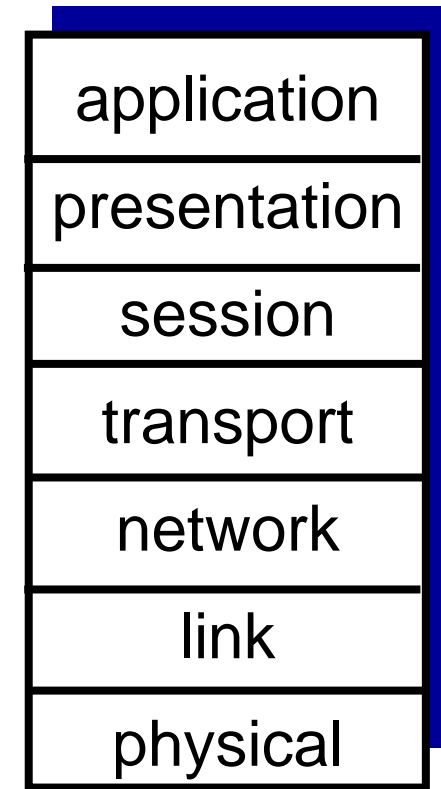 application
presentation
session
transport
network
link
physical